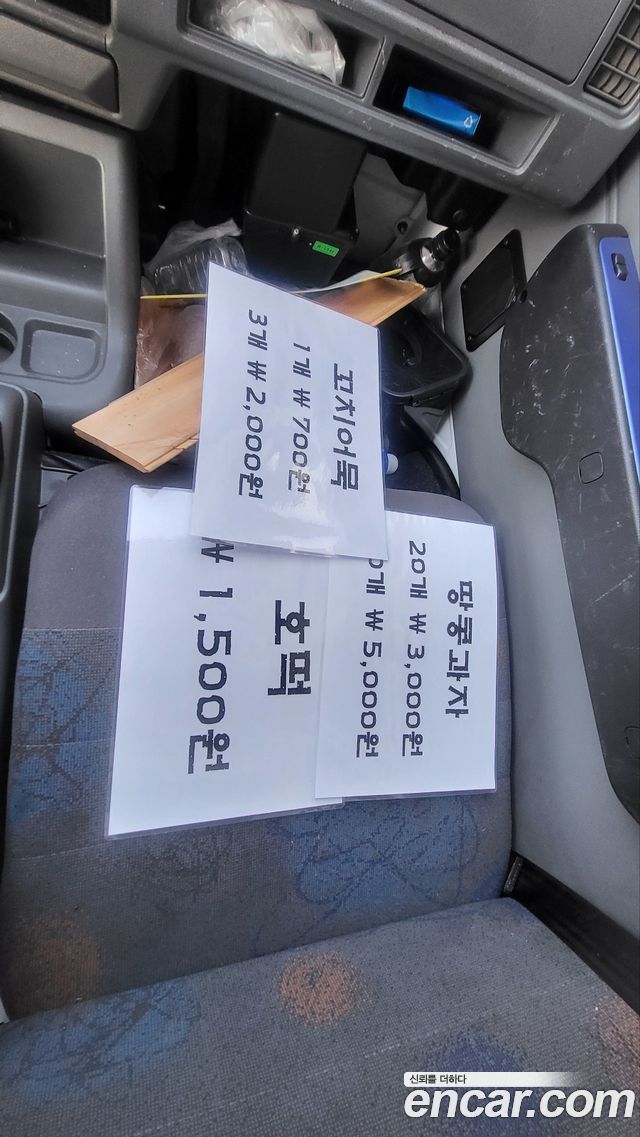 꼬치어묵
1개 ₩ 700원
3개 ₩ 2,000원
땅콩과자
20개 ₩ 3,000원
0개 ₩ 5,000원
호떡
₩ 1,500원
신뢰를 더하다
encar.com